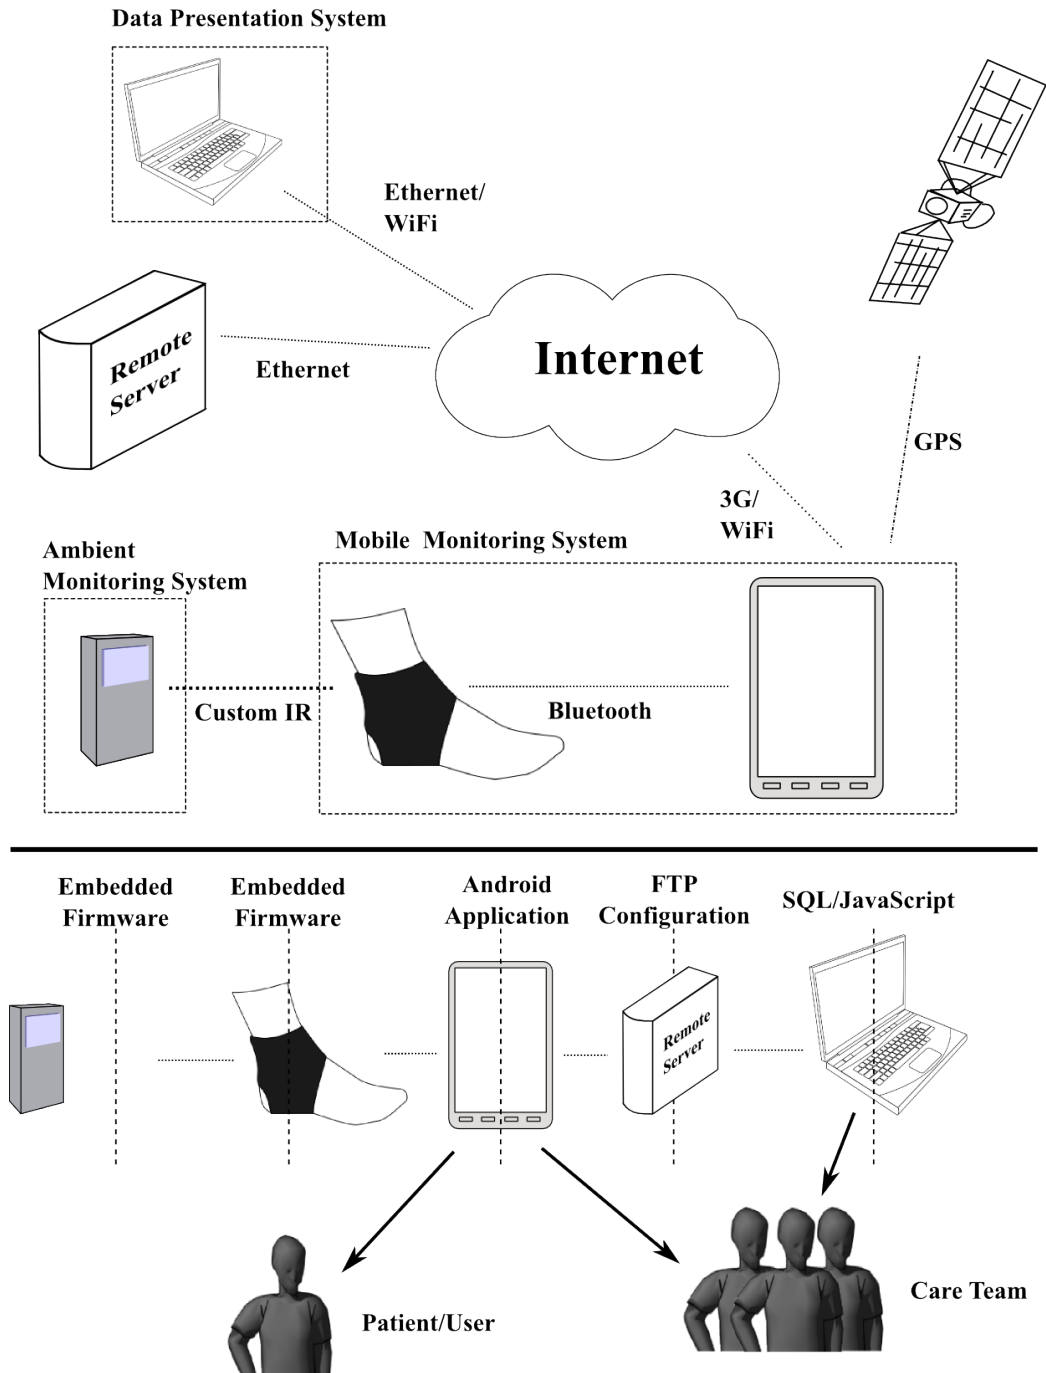 Data Presentation System
Ethernet/
WiFi
Remote
Server
Ethernet
Internet
GPS
3G/
WiFi
Ambient
Monitoring System
Mobile Monitoring System
Custom IR
Bluetooth
Embedded
Firmware
Embedded
Firmware
Android
Application
FTP
Configuration
SQL/JavaScript
Remote
Server
Patient/User
Care Team